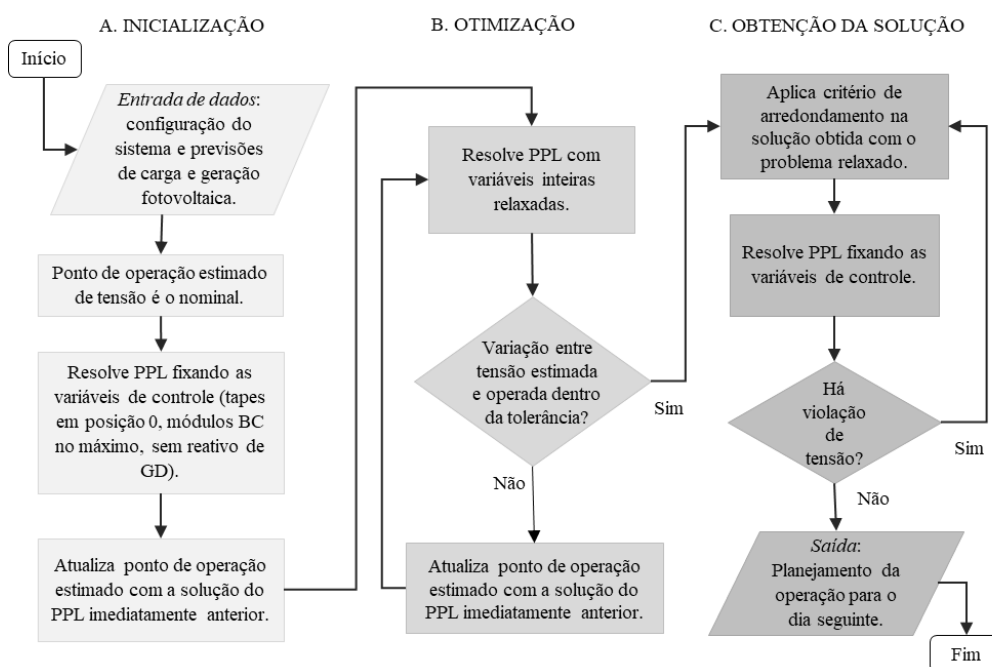 A. INICIALIZAÇÃO
Início
Entrada de dados:
configuração do
sistema e previsões
de carga e geração
fotovoltaica.
Ponto de operação estimado
de tensão é o nominal.
Resolve PPL fixando as
variáveis de controle (tapes
em posição 0, módulos BC
no máximo, sem reativo de
GD).
Atualiza ponto de operação
estimado com a solução do
PPL imediatamente anterior.
B. OTIMIZAÇÃO
Resolve PPL com
variáveis inteiras
relaxadas.
Variação entre
tensão estimada
e operada dentro
da tolerância?
Sim
Não
Atualiza ponto de operação
estimado com a solução do
PPL imediatamente anterior.
C. OBTENÇÃO DA SOLUÇÃO
Aplica critério de
arredondamento na
solução obtida com o
problema relaxado.
Resolve PPL fixando as
variáveis de controle.
Há
violação
de
tensão?
Sim
Não
Saída:
Planejamento da
operação para o
dia seguinte.
Fim